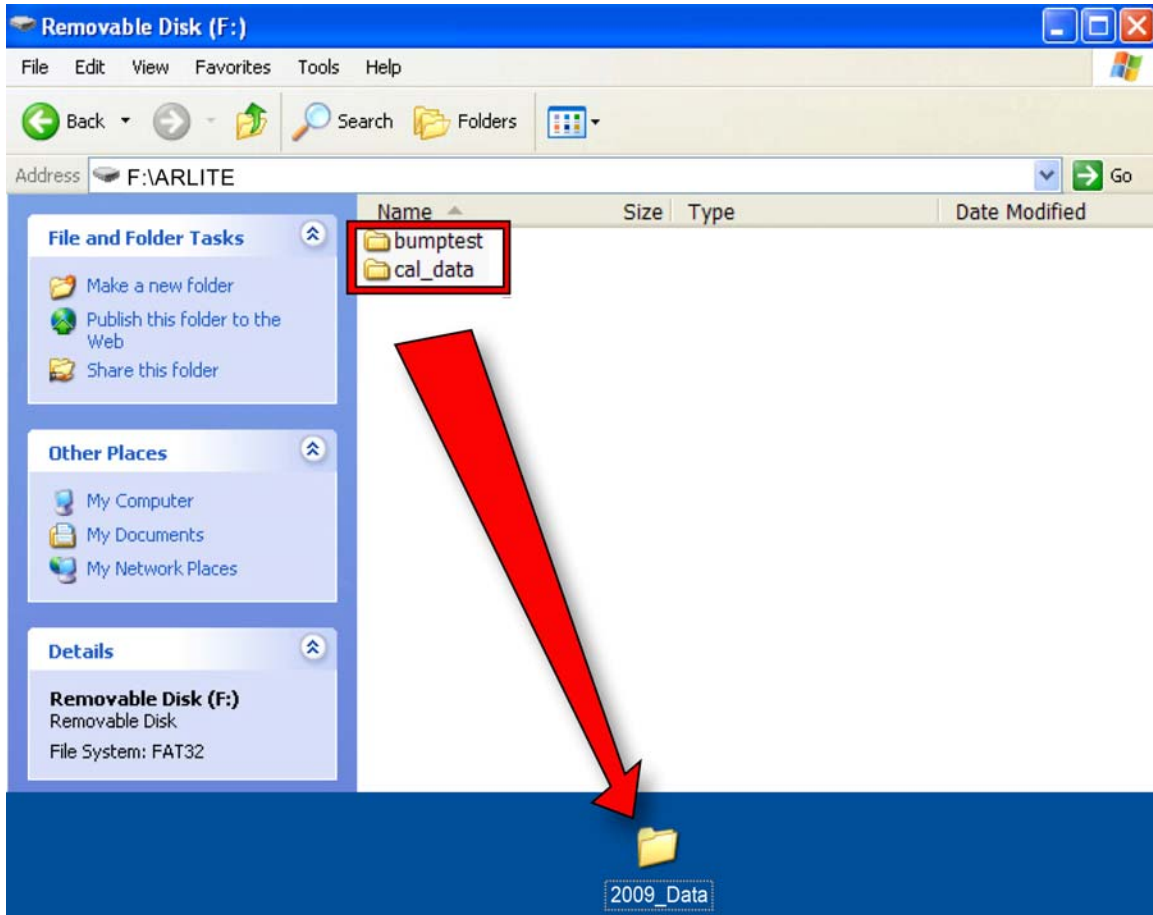 Removable Disk (F:)
File Edit View Favorites Tools Help
Back Search Folders
Address F:\ARLITE Go
Name Size Type Date Modified
bumptest
cal_data
File and Folder Tasks
Make a new folder
Publish this folder to the
Web
Share this folder
Other Places
My Computer
My Documents
My Network Places
Details
Removable Disk (F:)
Removable Disk
File System: FAT32
2009_Data